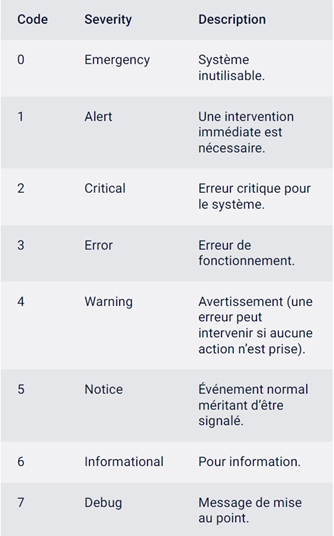 Code Severity Description
0 Emergency Système
inutilisable.
1 Alert Une intervention
immédiate est
nécessaire.
2 Critical Erreur critique pour
le système.
3 Error Erreur de
fonctionnement.
4 Warning Avertissement (une
erreur peut
intervenir si aucune
action n’est prise).
5 Notice Événement normal
méritant d’être
signalé.
6 Informational Pour information.
7 Debug Message de mise
au point.